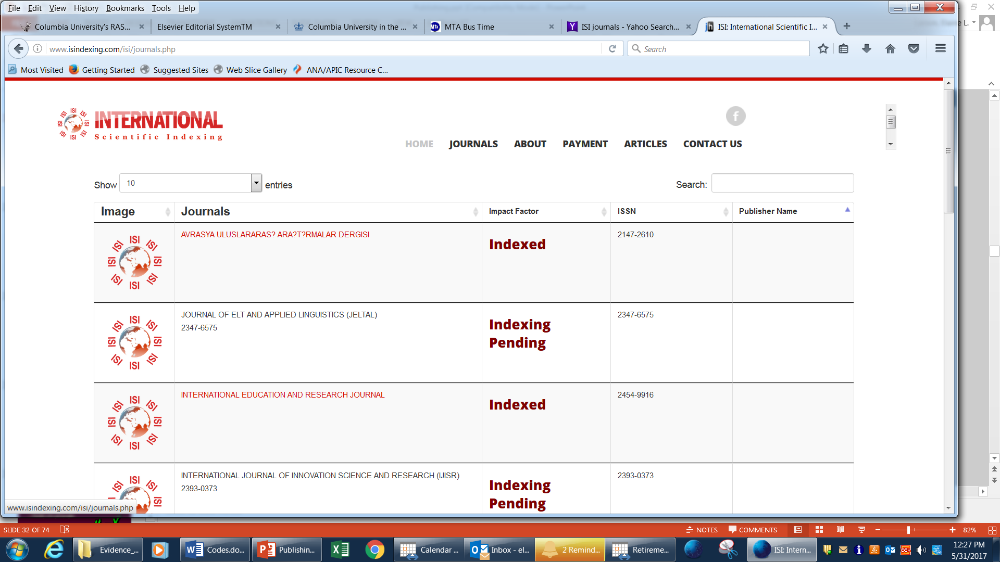 File Edit View History Bookmarks Tools Help
Columbia University's RAS... Elsevier Editorial SystemTM Columbia University in the ... MTA Bus Time ISI journals - Yahoo Search... ISI: International Scientific I...
www.isindexing.com/isi/journals.php Search
Most Visited Getting Started Suggested Sites Web Slice Gallery ANA/APIC Resource C...
ISI ISI ISI ISI ISI ISI ISI ISI
INTERNATIONAL
Scientific Indexing
HOME JOURNALS ABOUT PAYMENT ARTICLES CONTACT US
Show 10 entries Search:
Image Journals Impact Factor ISSN Publisher Name
ISI ISI ISI ISI ISI ISI ISI ISI
AVRASYA ULUSLARARAS? ARA?T?RMALAR DERGISI
Indexed
2147-2610
ISI ISI ISI ISI ISI ISI ISI ISI
JOURNAL OF ELT AND APPLIED LINGUISTICS (JELTAL)
2347-6575
Indexing
Pending
2347-6575
ISI ISI ISI ISI ISI ISI ISI ISI
INTERNATIONAL EDUCATION AND RESEARCH JOURNAL
Indexed
2454-9916
ISI ISI ISI
INTERNATIONAL JOURNAL OF INNOVATION SCIENCE AND RESEARCH (IJISR)
2393-0373
Indexing
Pending
2393-0373
www.isindexing.com/isi/journals.php
SLIDE 32 OF 74 NOTES COMMENTS 82%
Evidence_... Codes.do... Publishin... Calendar ... Inbox - el... 2 Remind... Retireme... ISI: Intern...
12:27 PM
5/31/2017